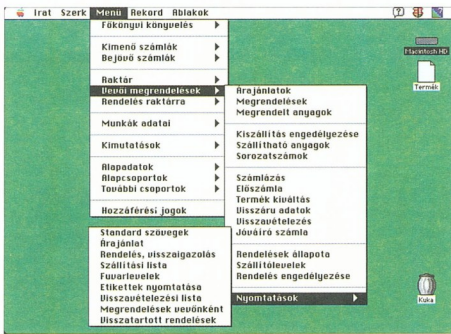 Irat Szerk Menü Rekord Ablakok
Macintosh HD
Termék
Főkönyvi könyvelés
Kimenő számlák
Bejövő számlák
Raktár
Vevői megrendelések
Rendelés raktárra
Munkák adatai
Kimutatások
Alapadatok
Alapcsoportok
További csoportok
Hozzáférési jogok
Árajánlatok
Megrendelések
Megrendelt anyagok
Kiszállítás engedélyezése
Szállítható anyagok
Sorozatszámok
Számlázás
Előszámla
Termék kiváltás
Visszáru adatok
Visszavételezés
Jóváíró számla
Rendelések állapota
Szállítólevelek
Rendelés engedélyezése
Nyomtatások
Standard szövegek
Árajánlat
Rendelés, visszaigazolás
Szállítási lista
Fuvarlevelek
Etikettek nyomtatása
Visszavételezési lista
Megrendelések vevőnként
Visszatartott rendelések
Kuka